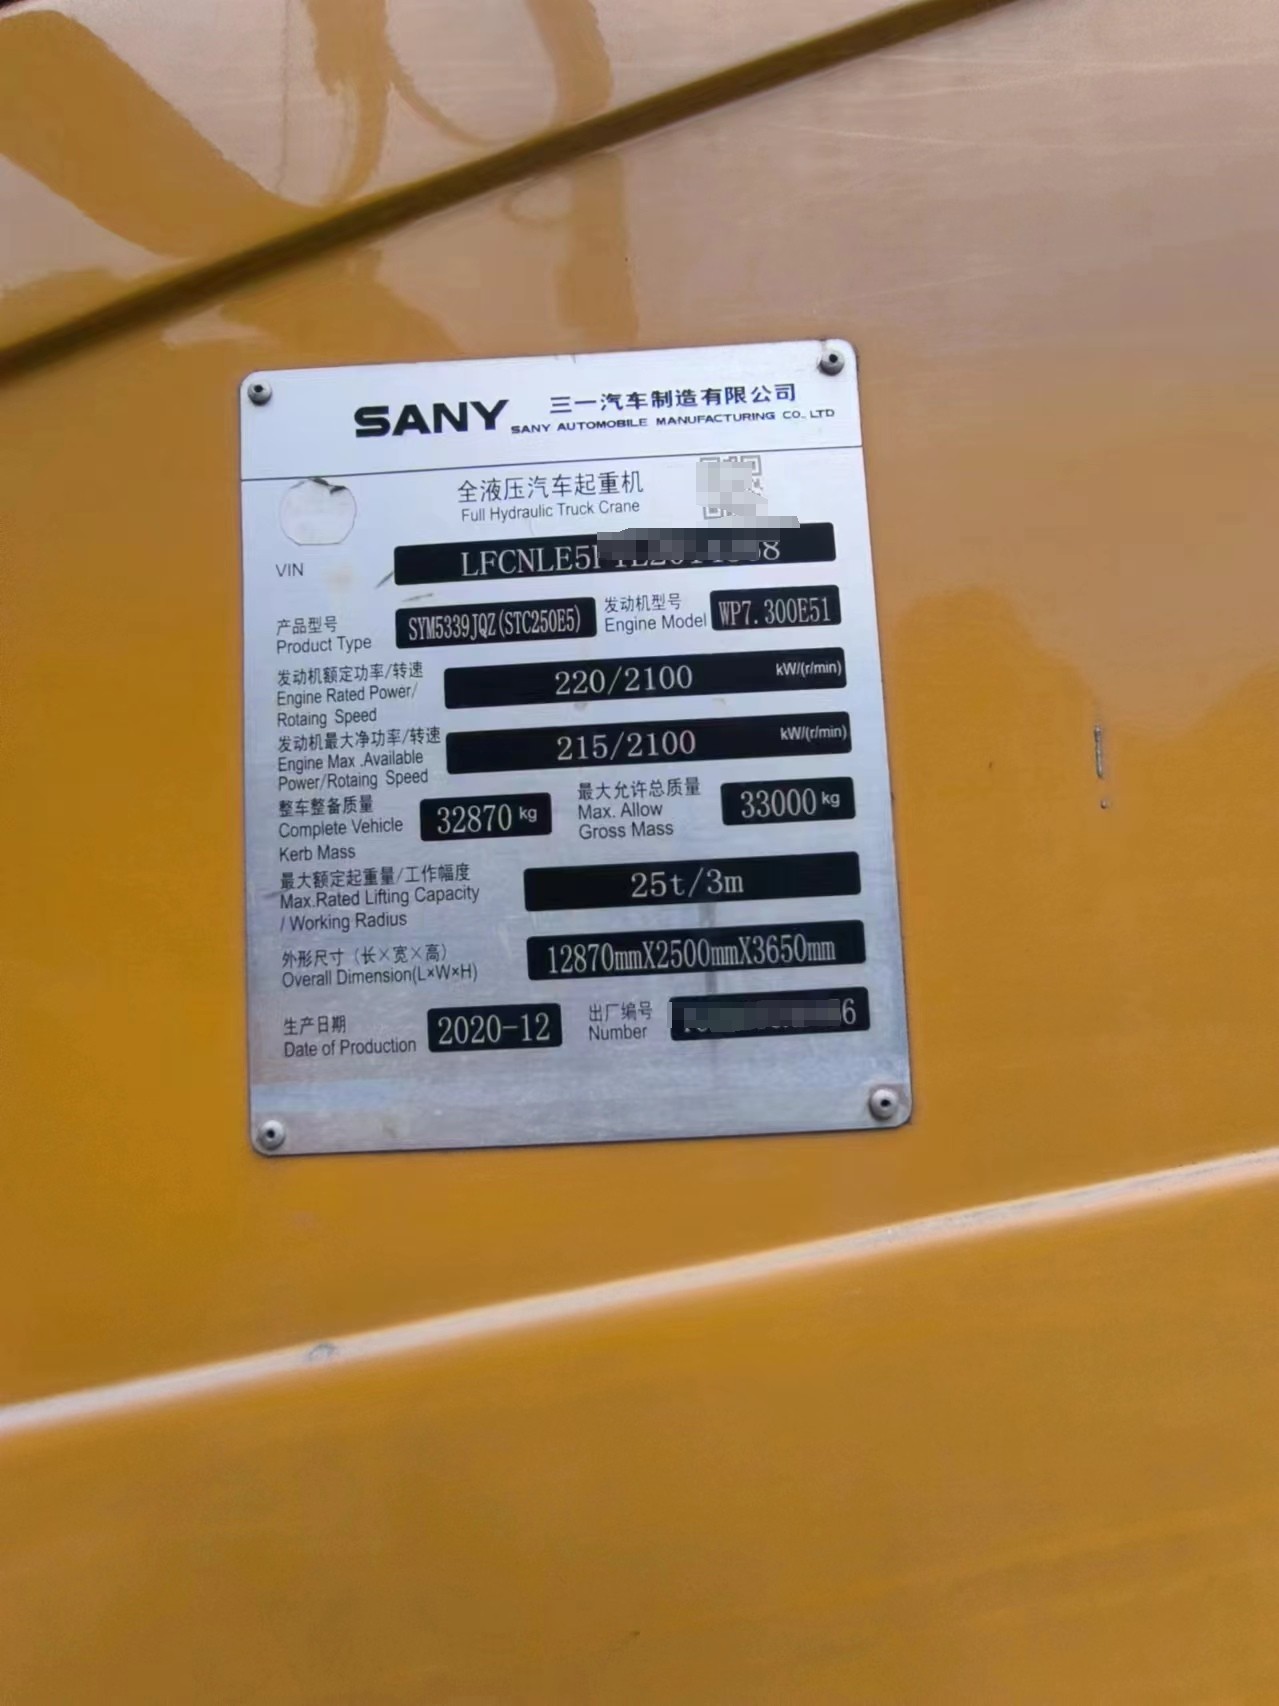 SANY 三一汽车制造有限公司
SANY AUTOMOBILE MANUFACTURING CO., LTD
全液压汽车起重机
Full Hydraulic Truck Crane
VIN
产品型号 SYM5339JQZ(STC250E5) 发动机型号 WP7.300E51
Product Type Engine Model
发动机额定功率/转速 220/2100 kW/(r/min)
Engine Rated Power/
Rotaing Speed
发动机最大净功率/转速 215/2100 kW/(r/min)
Engine Max .Available
Power/Rotaing Speed
整车整备质量 32870 kg 最大允许总质量 33000 kg
Complete Vehicle Max. Allow
Kerb Mass Gross Mass
最大额定起重量/工作幅度 25t/3m
Max.Rated Lifting Capacity
/ Working Radius
外形尺寸 (长×宽×高) 12870mmX2500mmX3650mm
Overall Dimension(L×W×H)
生产日期 2020-12 出厂编号
Date of Production Number